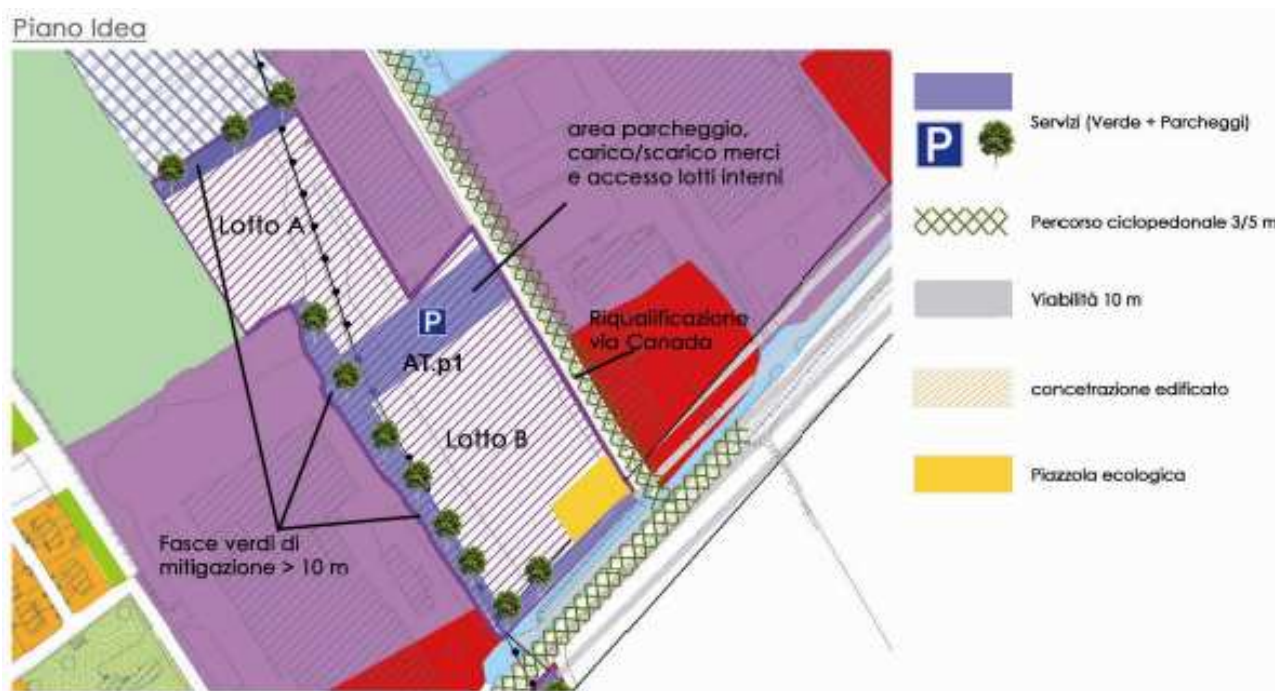 Piano Idea
area parcheggio,
carico/scarico merci
e accesso lotti interni
Lotto A
P
AT.p1
Riqualificazione
via Canada
Lotto B
Fasce verdi di
mitigazione > 10 m
P
Servizi (Verde + Parcheggi)
Percorso ciclopedonale 3/5 m
Viabilità 10 m
concetrazione edificato
Piazzola ecologica